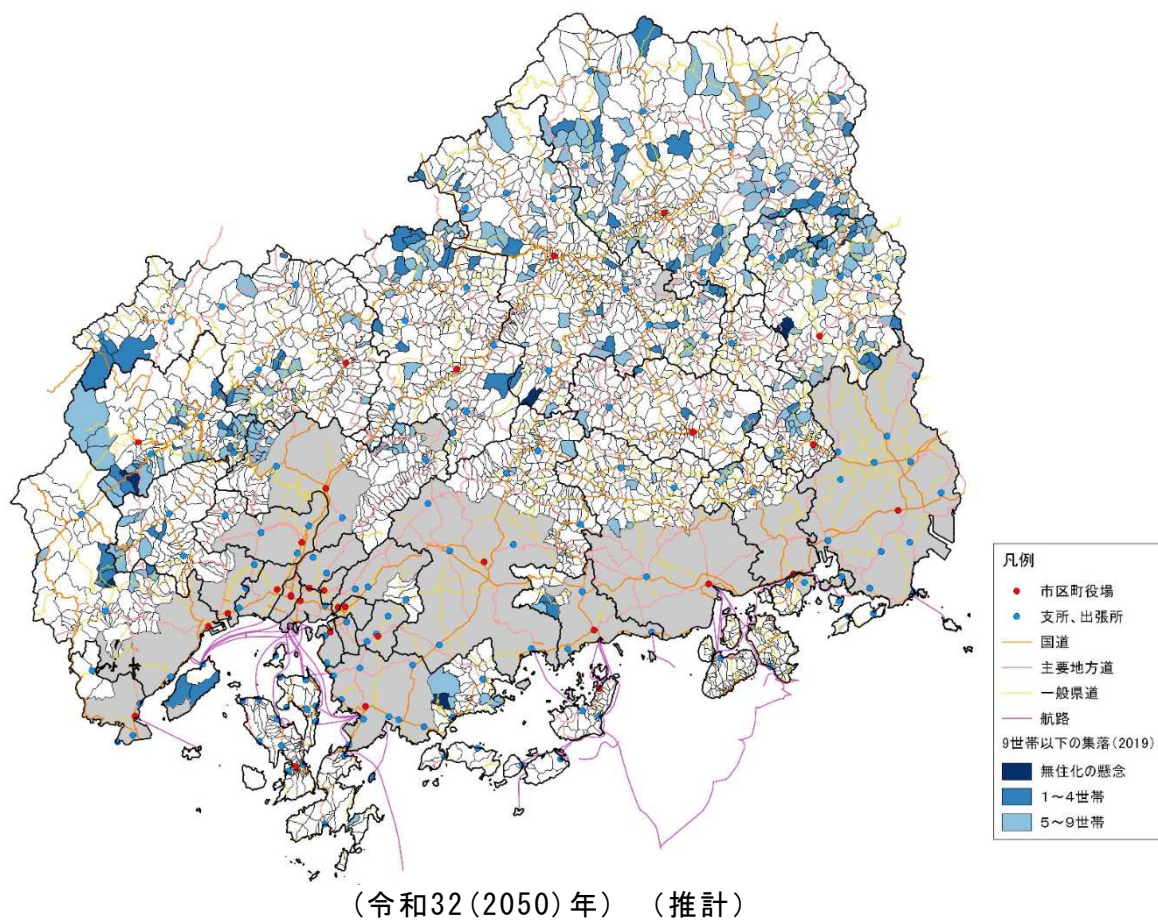 凡例
市区町役場
支所、出張所
国道
主要地方道
一般県道
航路
9世帯以下の集落(2019)
無住化の懸念
1～4世帯
5～9世帯
(令和32(2050)年) (推計)